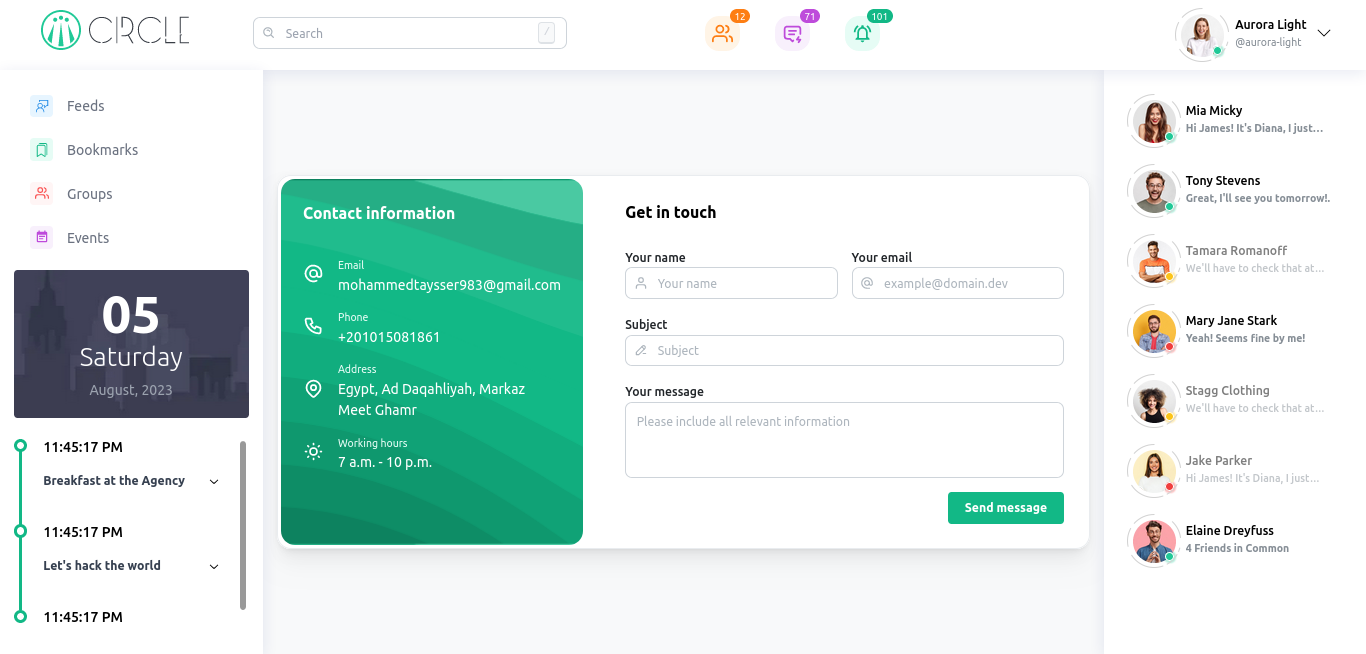 CIRCLE
Search
/
12
71
101
Aurora Light
@aurora-light
Feeds
Bookmarks
Groups
Events
05
Saturday
August, 2023
11:45:17 PM
Breakfast at the Agency
11:45:17 PM
Let's hack the world
11:45:17 PM
Contact information
Email
mohammedtaysser983@gmail.com
Phone
+201015081861
Address
Egypt, Ad Daqahliyah, Markaz
Meet Ghamr
Working hours
7 a.m. - 10 p.m.
Get in touch
Your name
Your name
Your email
example@domain.dev
Subject
Subject
Your message
Please include all relevant information
Send message
Mia Micky
Hi James! It's Diana, I just...
Tony Stevens
Great, I'll see you tomorrow!.
Tamara Romanoff
We'll have to check that at...
Mary Jane Stark
Yeah! Seems fine by me!
Stagg Clothing
We'll have to check that at...
Jake Parker
Hi James! It's Diana, I just...
Elaine Dreyfuss
4 Friends in Common